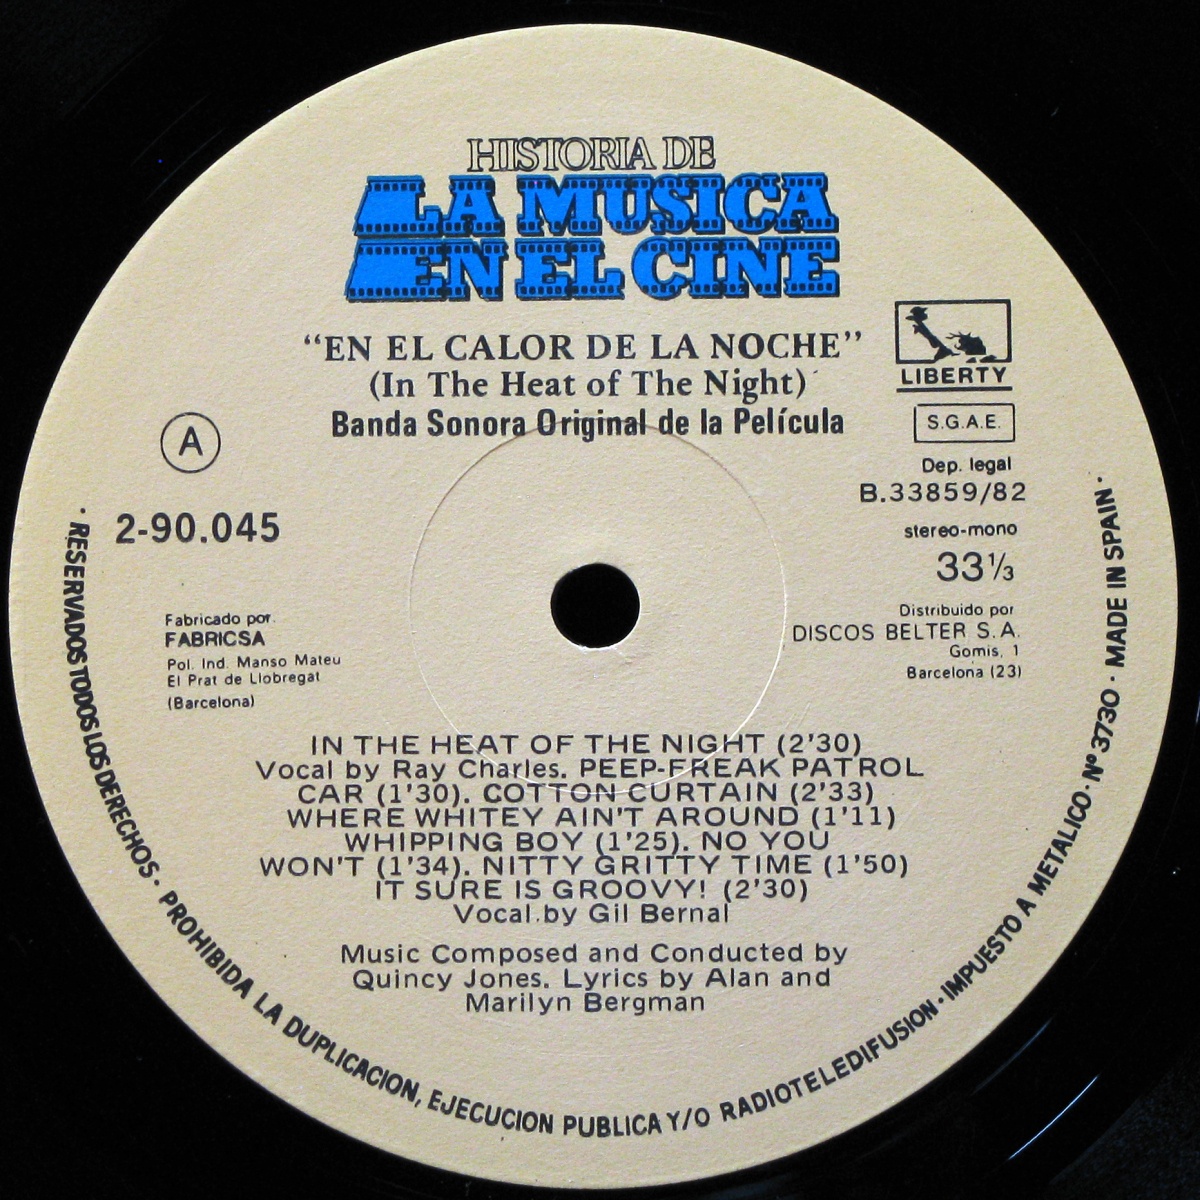 HISTORIA DE
LA MUSICA
EN EL CINE
“EN EL CALOR DE LA NOCHE”
(In The Heat of The Night)
Banda Sonora Original de la Película
LIBERTY
S.G.A.E.
A
Dep. legal
B.33859/82
2-90.045
stereo-mono
33⅓
Fabricado por.
FABRICSA
Pol. Ind. Manso Mateu
El Prat de Llobregat
(Barcelona)
Distribuido por
DISCOS BELTER S.A.
Gomis, 1
Barcelona (23)
IN THE HEAT OF THE NIGHT (2'30)
Vocal by Ray Charles. PEEP-FREAK PATROL
CAR (1'30). COTTON CURTAIN (2'33)
WHERE WHITEY AIN'T AROUND (1'11)
WHIPPING BOY (1'25). NO YOU
WON'T (1'34). NITTY GRITTY TIME (1'50)
IT SURE IS GROOVY! (2'30)
Vocal.by Gil Bernal
Music Composed and Conducted by
Quincy Jones. Lyrics by Alan and
Marilyn Bergman
· RESERVADOS TODOS LOS DERECHOS · PROHIBIDA LA DUPLICACION, EJECUCION PUBLICA Y/O RADIOTELEDIFUSION · IMPUESTO A METALICO · Nº 3730 · MADE IN SPAIN ·